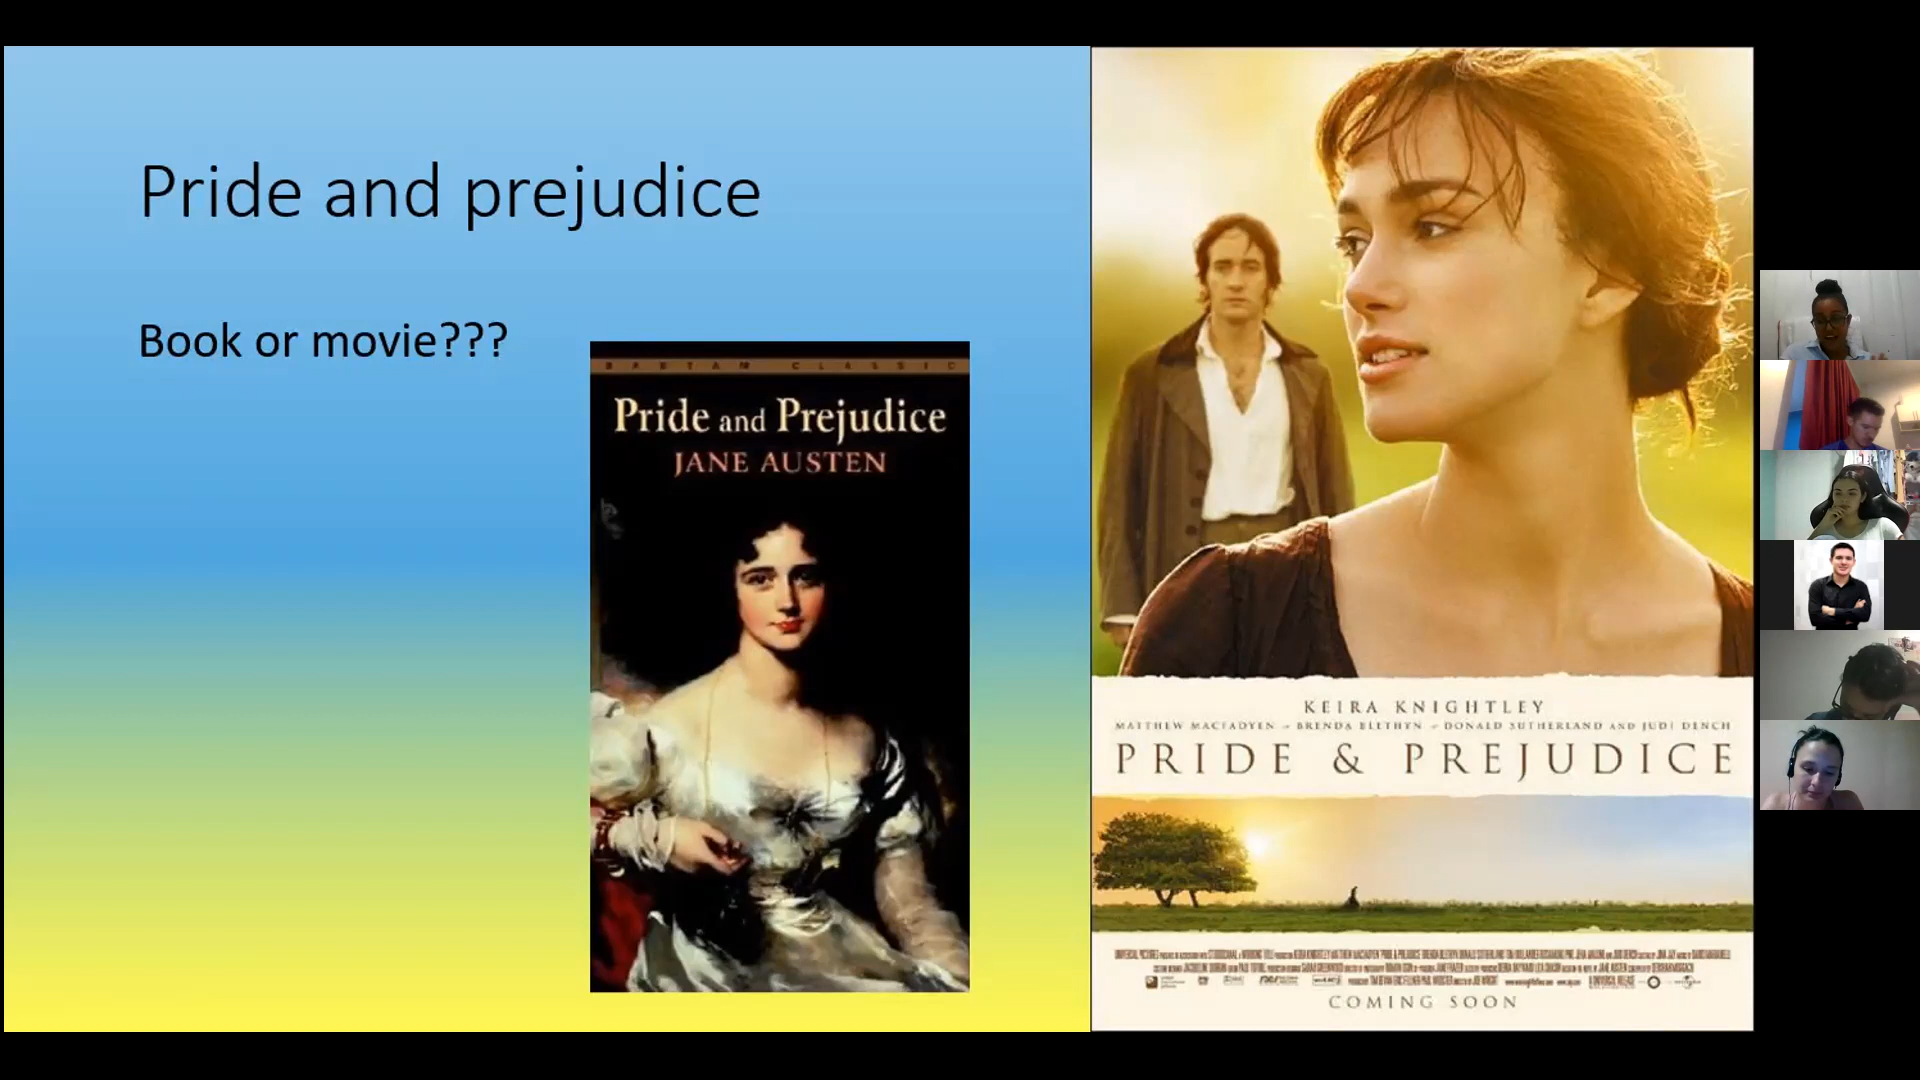 Pride and prejudice
Book or movie???
BANTAM CLASSIC
Pride and Prejudice
JANE AUSTEN
KEIRA KNIGHTLEY
MATTHEW MACFADYEN BRENDA BLETHYN DONALD SUTHERLAND AND JUDI DENCH
PRIDE & PREJUDICE
COMING SOON